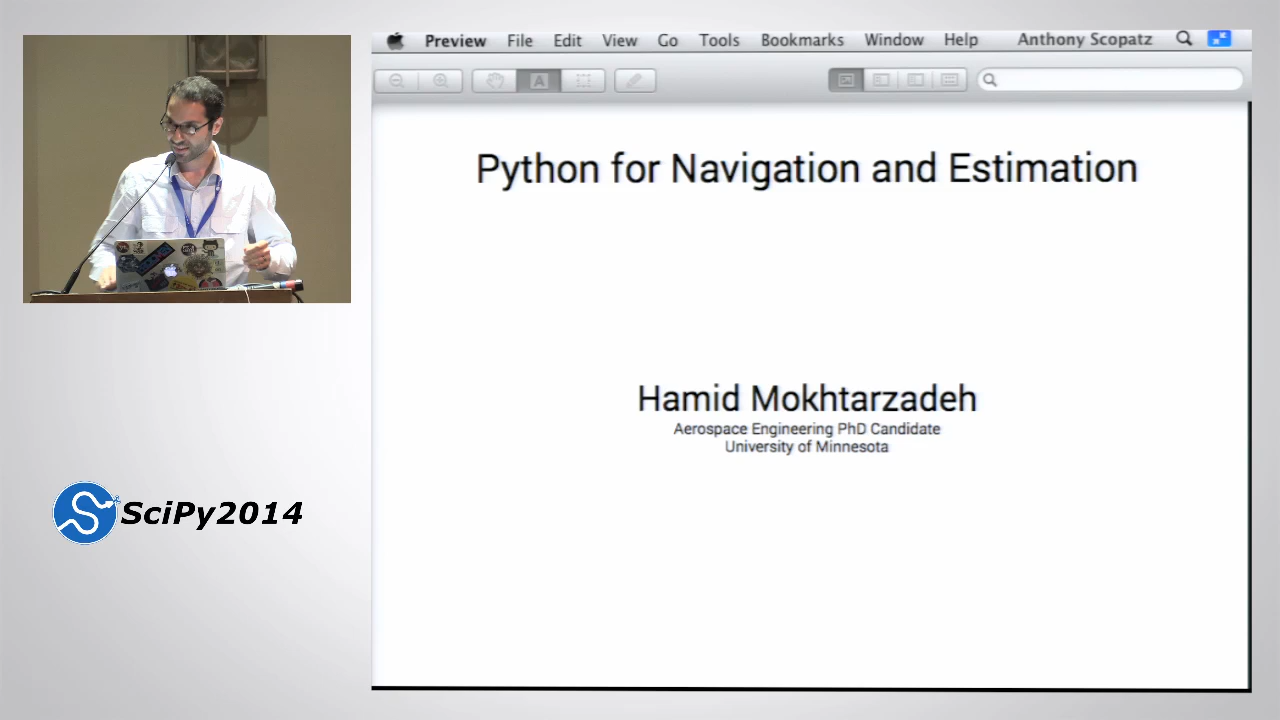 Preview File Edit View Go Tools Bookmarks Window Help Anthony Scopatz
Python for Navigation and Estimation
Hamid Mokhtarzadeh
Aerospace Engineering PhD Candidate
University of Minnesota
SciPy2014